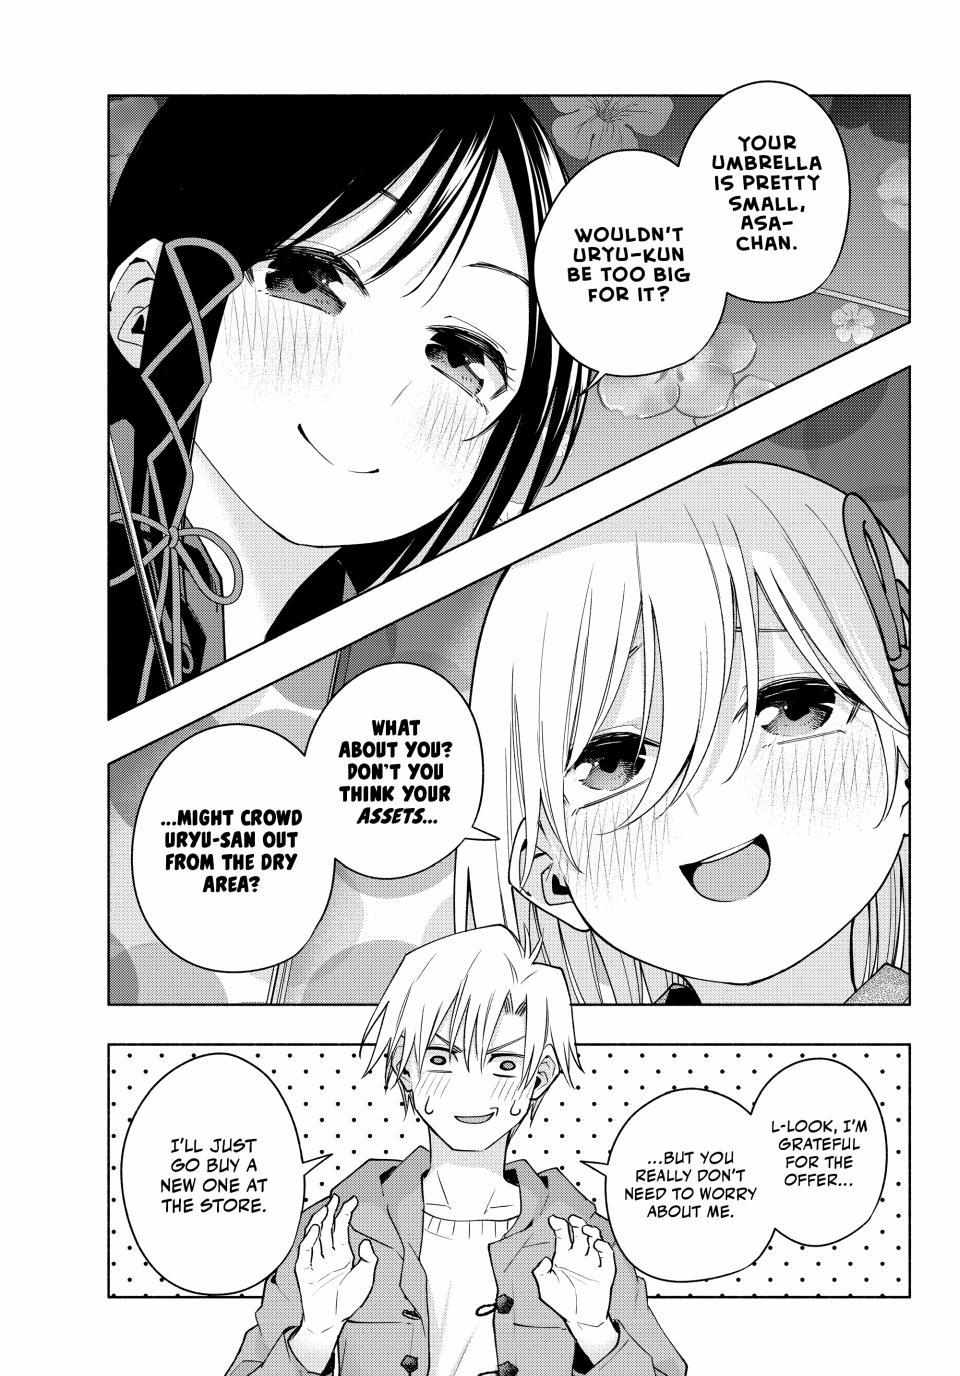 YOUR
UMBRELLA
IS PRETTY
SMALL,
ASA-
CHAN.
WOULDN'T
URYU-KUN
BE TOO BIG
FOR IT?
WHAT
ABOUT YOU?
DON'T YOU
THINK YOUR
ASSETS...
...MIGHT CROWD
URYU-SAN OUT
FROM THE DRY
AREA?
L-LOOK, I'M
GRATEFUL
FOR THE
OFFER...
...BUT YOU
REALLY DON'T
NEED TO WORRY
ABOUT ME.
I'LL JUST
GO BUY A
NEW ONE AT
THE STORE.